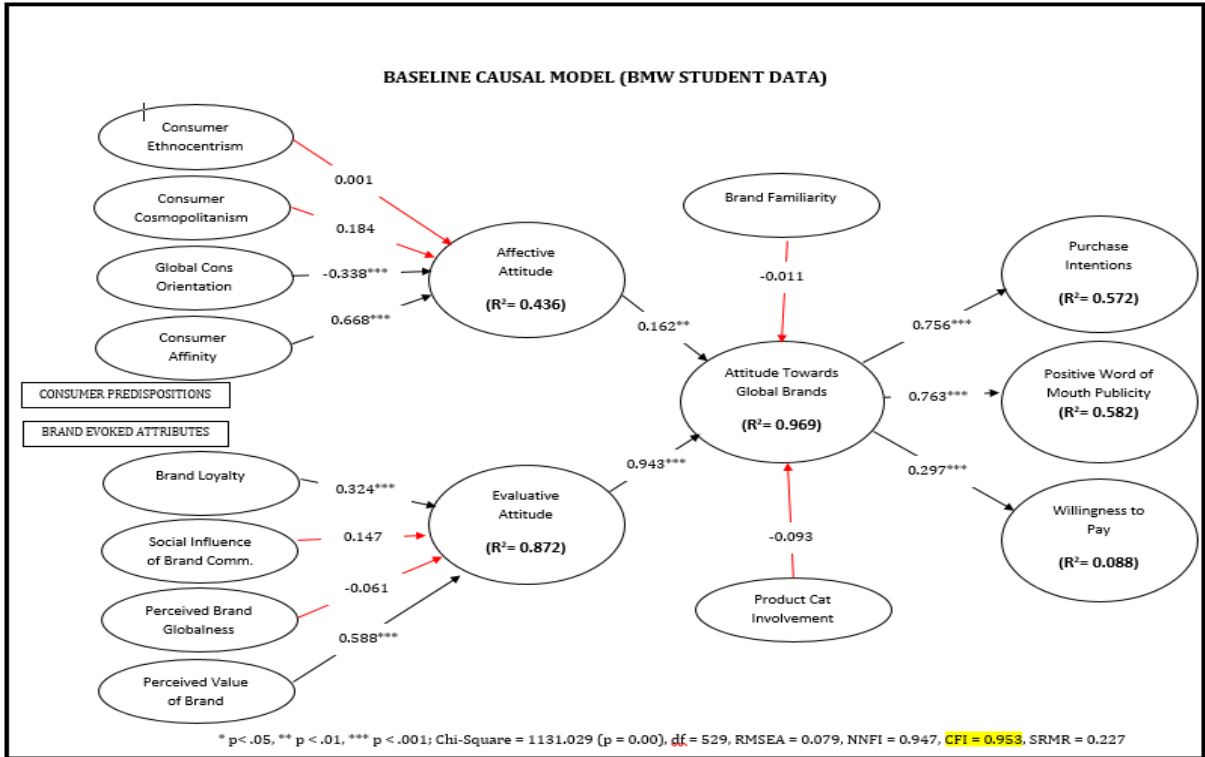 BASELINE CAUSAL MODEL (BMW STUDENT DATA)
Consumer
Ethnocentrism
0.001
Consumer
Cosmopolitanism
0.184
Global Cons
Orientation
-0.338***
Consumer
Affinity
0.668***
Affective
Attitude
(R²= 0.436)
0.162**
CONSUMER PREDISPOSITIONS
BRAND EVOKED ATTRIBUTES
Brand Loyalty
0.324***
Social Influence
of Brand Comm.
0.147
Perceived Brand
Globalness
-0.061
Perceived Value
of Brand
0.588***
Evaluative
Attitude
(R²= 0.872)
0.943***
Brand Familiarity
-0.011
Attitude Towards
Global Brands
(R²= 0.969)
-0.093
Product Cat
Involvement
0.756***
0.763***
0.297***
Purchase
Intentions
(R²= 0.572)
Positive Word of
Mouth Publicity
(R²= 0.582)
Willingness to
Pay
(R²= 0.088)
* p< .05, ** p < .01, *** p < .001; Chi-Square = 1131.029 (p = 0.00), df = 529, RMSEA = 0.079, NNFI = 0.947, CFI = 0.953, SRMR = 0.227